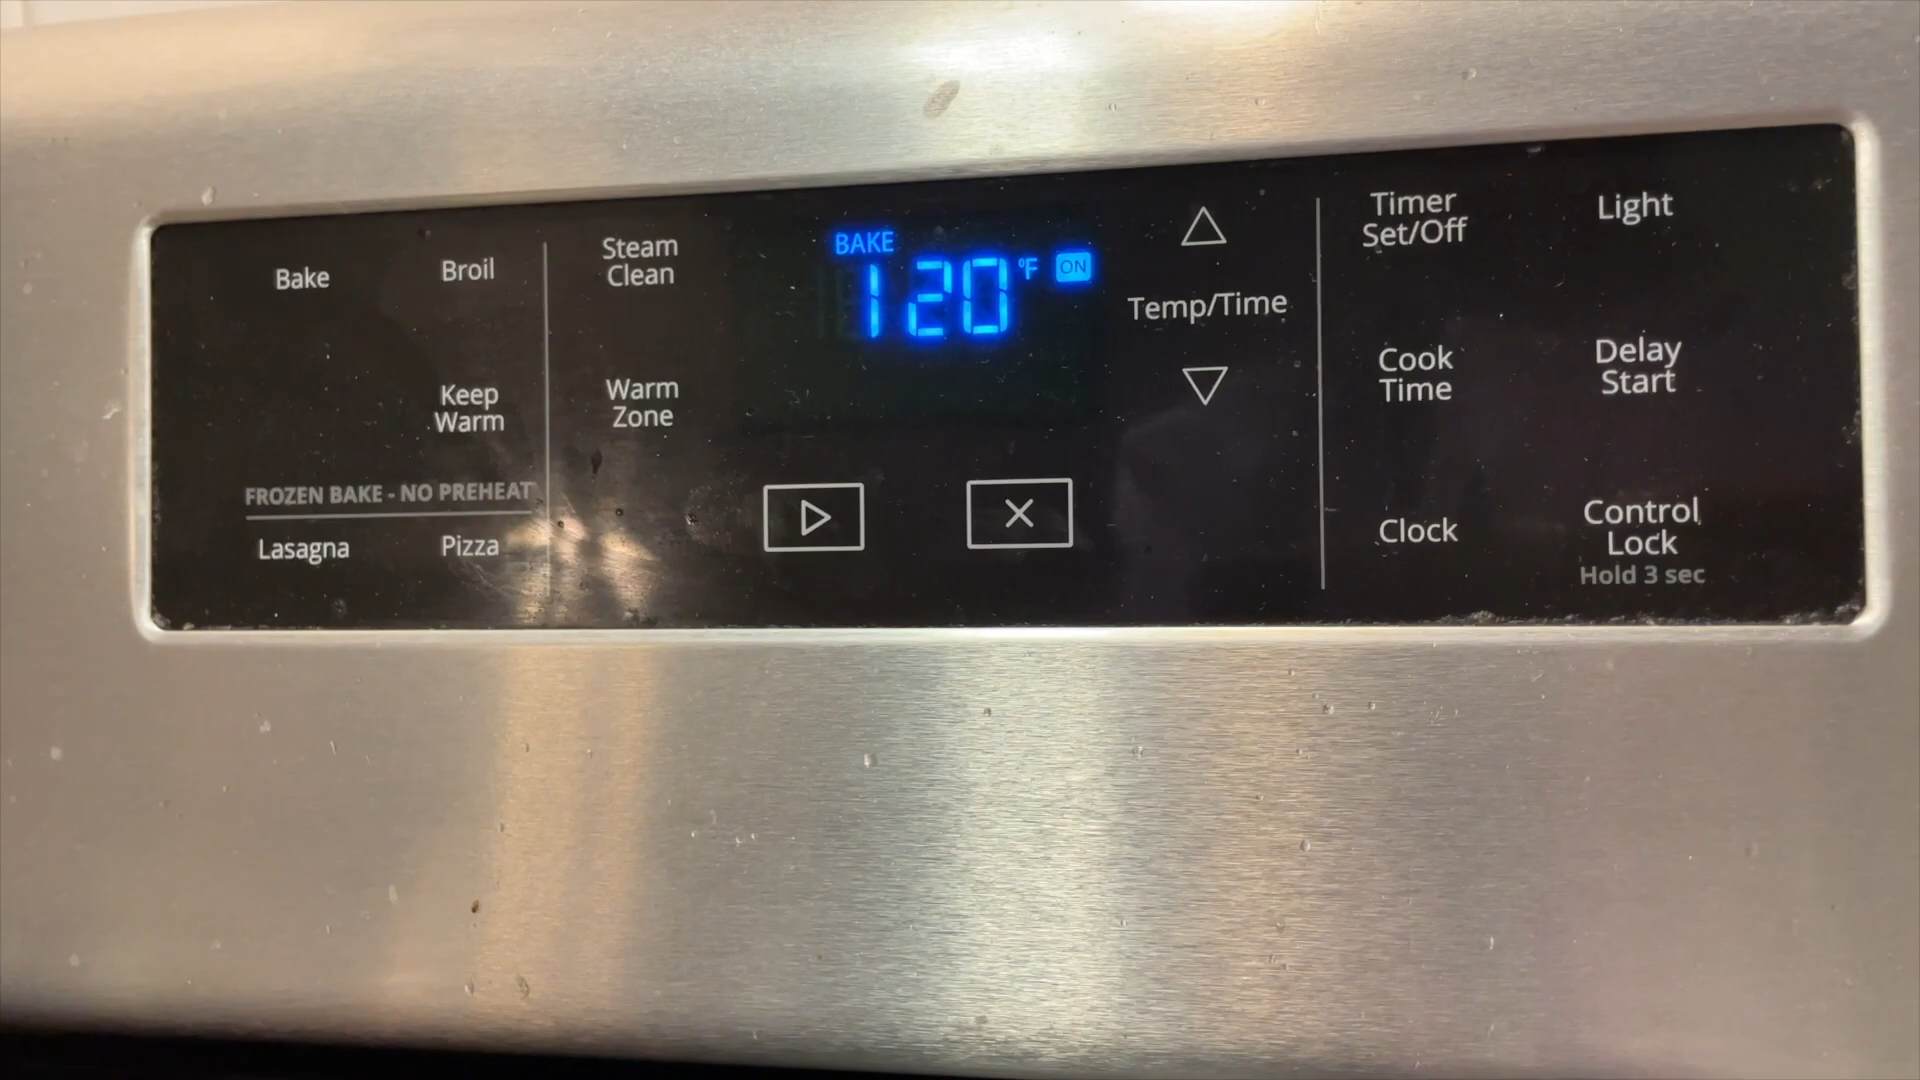 Bake
Broil
Keep
Warm
FROZEN BAKE - NO PREHEAT
Lasagna
Pizza
Steam
Clean
Warm
Zone
BAKE
120°F ON
Temp/Time
Timer
Set/Off
Light
Cook
Time
Delay
Start
Clock
Control
Lock
Hold 3 sec